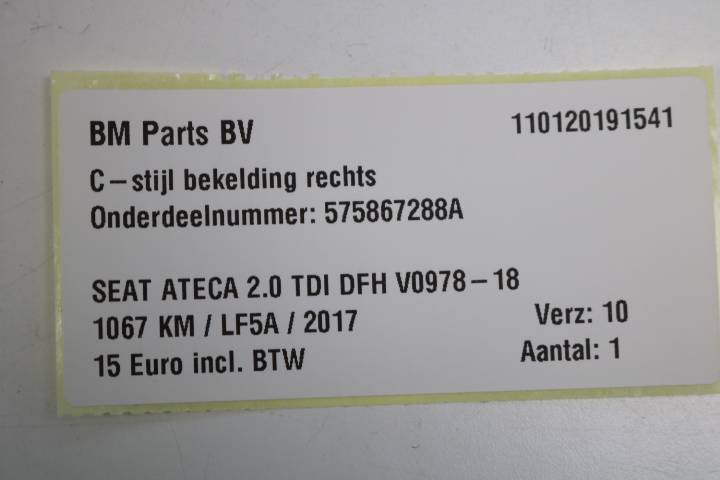 BM Parts BV 110120191541
C-stijl bekelding rechts
Onderdeelnummer: 575867288A
SEAT ATECA 2.0 TDI DFH V0978-18
1067 KM / LF5A / 2017 Verz: 10
15 Euro incl. BTW Aantal: 1